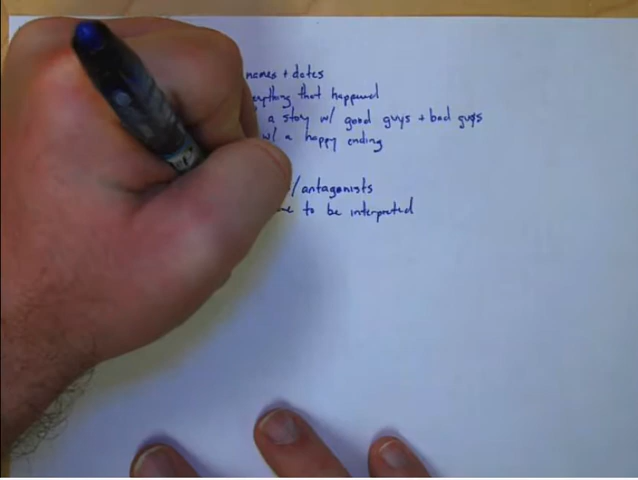 names + dates
everything that happened
a story w/ good guys + bad guys
w/ a happy ending
/antagonists
to be interpreted